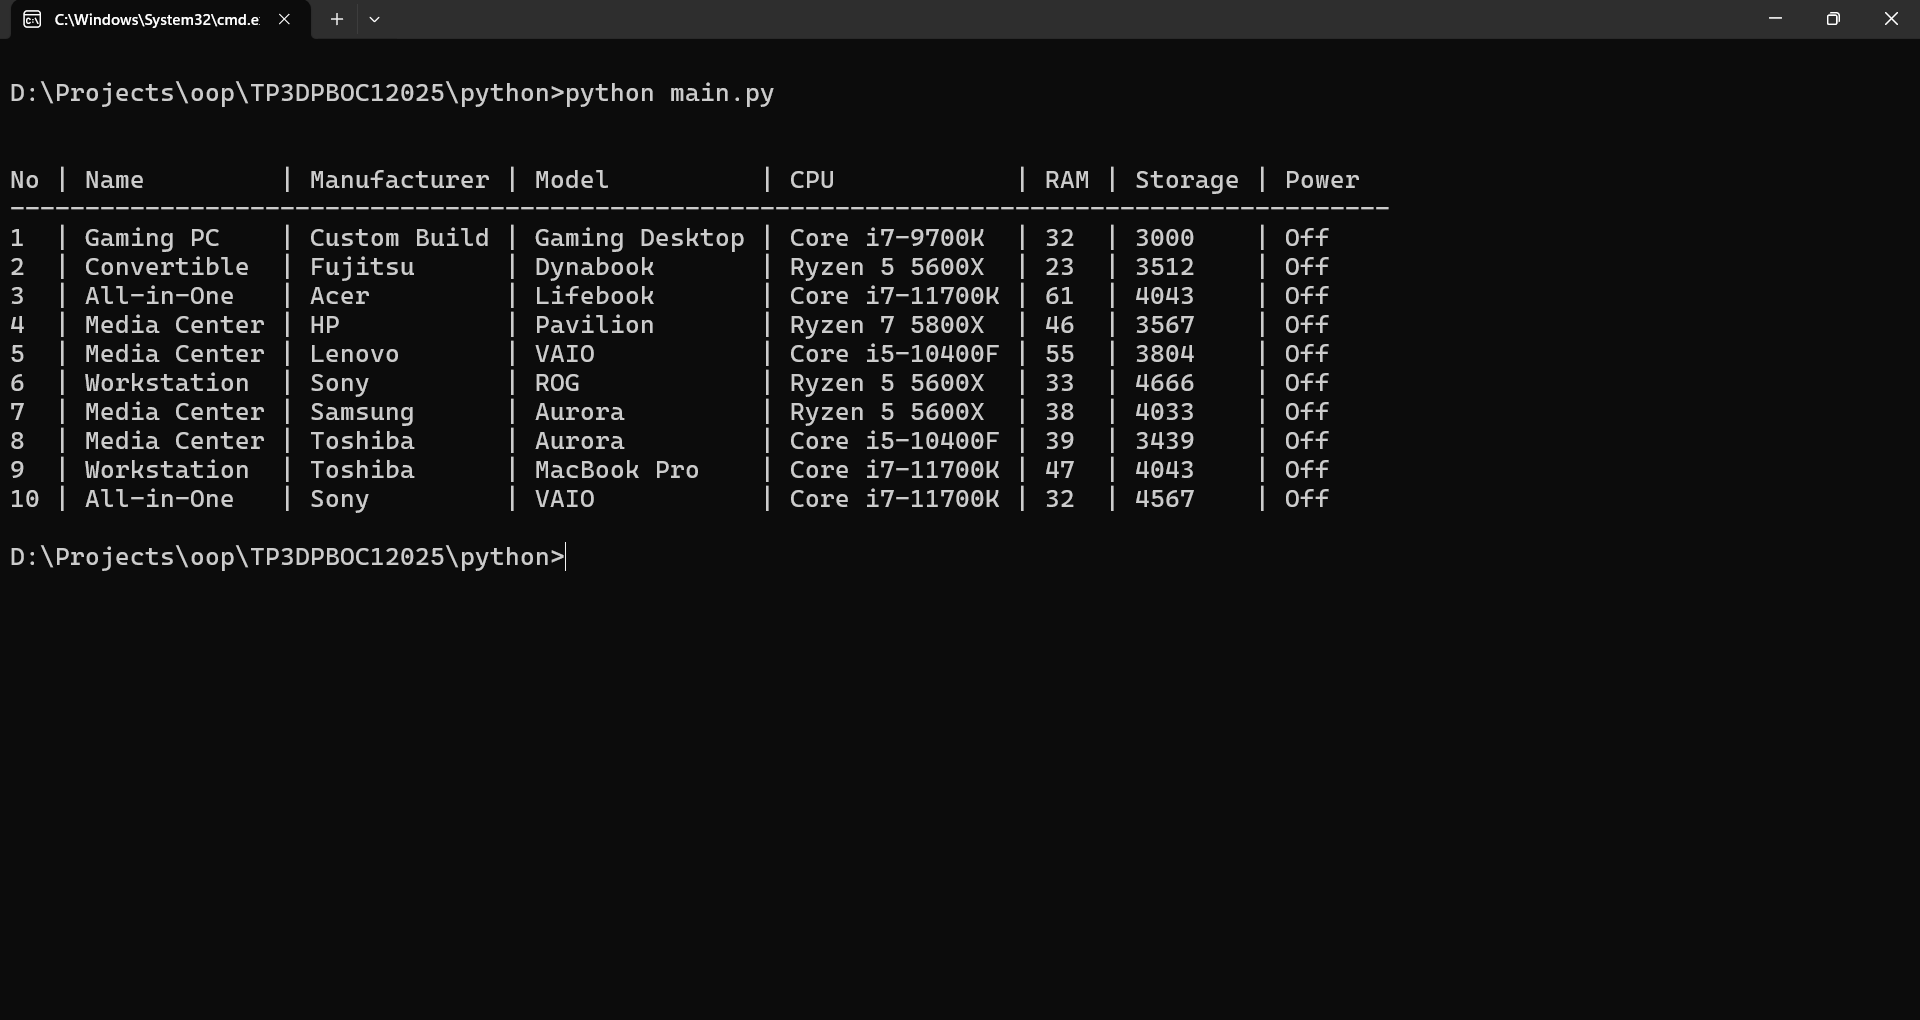 C:\Windows\System32\cmd.e
D:\Projects\oop\TP3DPBOC12025\python>python main.py
No | Name         | Manufacturer | Model          | CPU            | RAM | Storage | Power
--------------------------------------------------------------------------------------------
1  | Gaming PC    | Custom Build | Gaming Desktop | Core i7-9700K  | 32  | 3000    | Off
2  | Convertible  | Fujitsu      | Dynabook       | Ryzen 5 5600X  | 23  | 3512    | Off
3  | All-in-One   | Acer         | Lifebook       | Core i7-11700K | 61  | 4043    | Off
4  | Media Center | HP           | Pavilion       | Ryzen 7 5800X  | 46  | 3567    | Off
5  | Media Center | Lenovo       | VAIO           | Core i5-10400F | 55  | 3804    | Off
6  | Workstation  | Sony         | ROG            | Ryzen 5 5600X  | 33  | 4666    | Off
7  | Media Center | Samsung      | Aurora         | Ryzen 5 5600X  | 38  | 4033    | Off
8  | Media Center | Toshiba      | Aurora         | Core i5-10400F | 39  | 3439    | Off
9  | Workstation  | Toshiba      | MacBook Pro    | Core i7-11700K | 47  | 4043    | Off
10 | All-in-One   | Sony         | VAIO           | Core i7-11700K | 32  | 4567    | Off
D:\Projects\oop\TP3DPBOC12025\python>